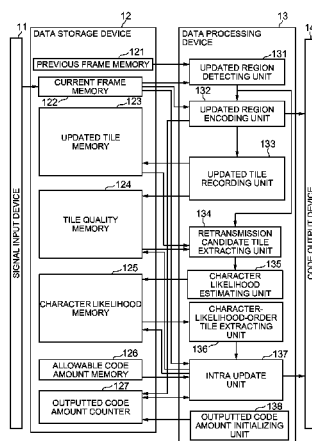 11
12
13
14
SIGNAL INPUT DEVICE
DATA STORAGE DEVICE
121
PREVIOUS FRAME MEMORY
CURRENT FRAME
MEMORY
122
123
UPDATED TILE
MEMORY
124
TILE QUALITY
MEMORY
125
CHARACTER LIKELIHOOD
MEMORY
126
ALLOWABLE CODE
AMOUNT MEMORY
127
OUTPUTTED CODE
AMOUNT COUNTER
DATA PROCESSING
DEVICE
131
UPDATED REGION
DETECTING UNIT
132
UPDATED REGION
ENCODING UNIT
133
UPDATED TILE
RECORDING UNIT
134
RETRANSMISSION
CANDIDATE TILE
EXTRACTING UNIT
135
CHARACTER
LIKELIHOOD
ESTIMATING UNIT
CHARACTER-
LIKELIHOOD-ORDER
TILE EXTRACTING
UNIT
136
137
INTRA UPDATE
UNIT
138
OUTPUTTED CODE
AMOUNT INITIALIZING
UNIT
CODE OUTPUT DEVICE